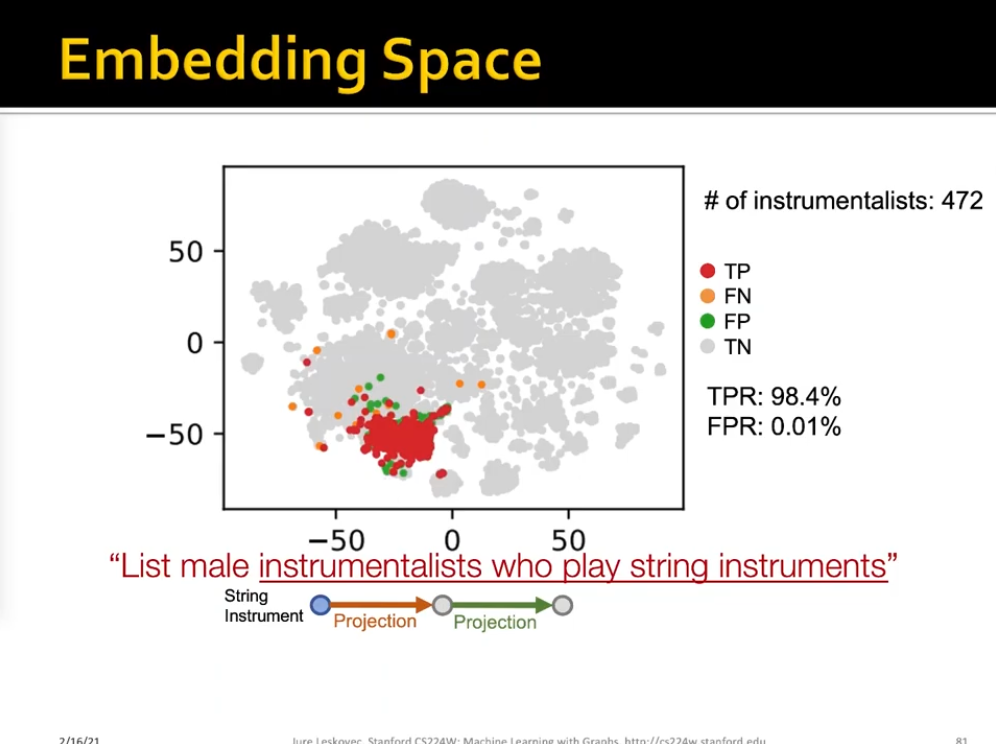 Embedding Space
# of instrumentalists: 472
50
0
−50
TP
FN
FP
TN
TPR: 98.4%
FPR: 0.01%
−50 0 50
“List male instrumentalists who play string instruments”
String
Instrument
Projection Projection
2/16/21 Jure Leskovec, Stanford CS224W: Machine Learning with Graphs, http://cs224w.stanford.edu 81